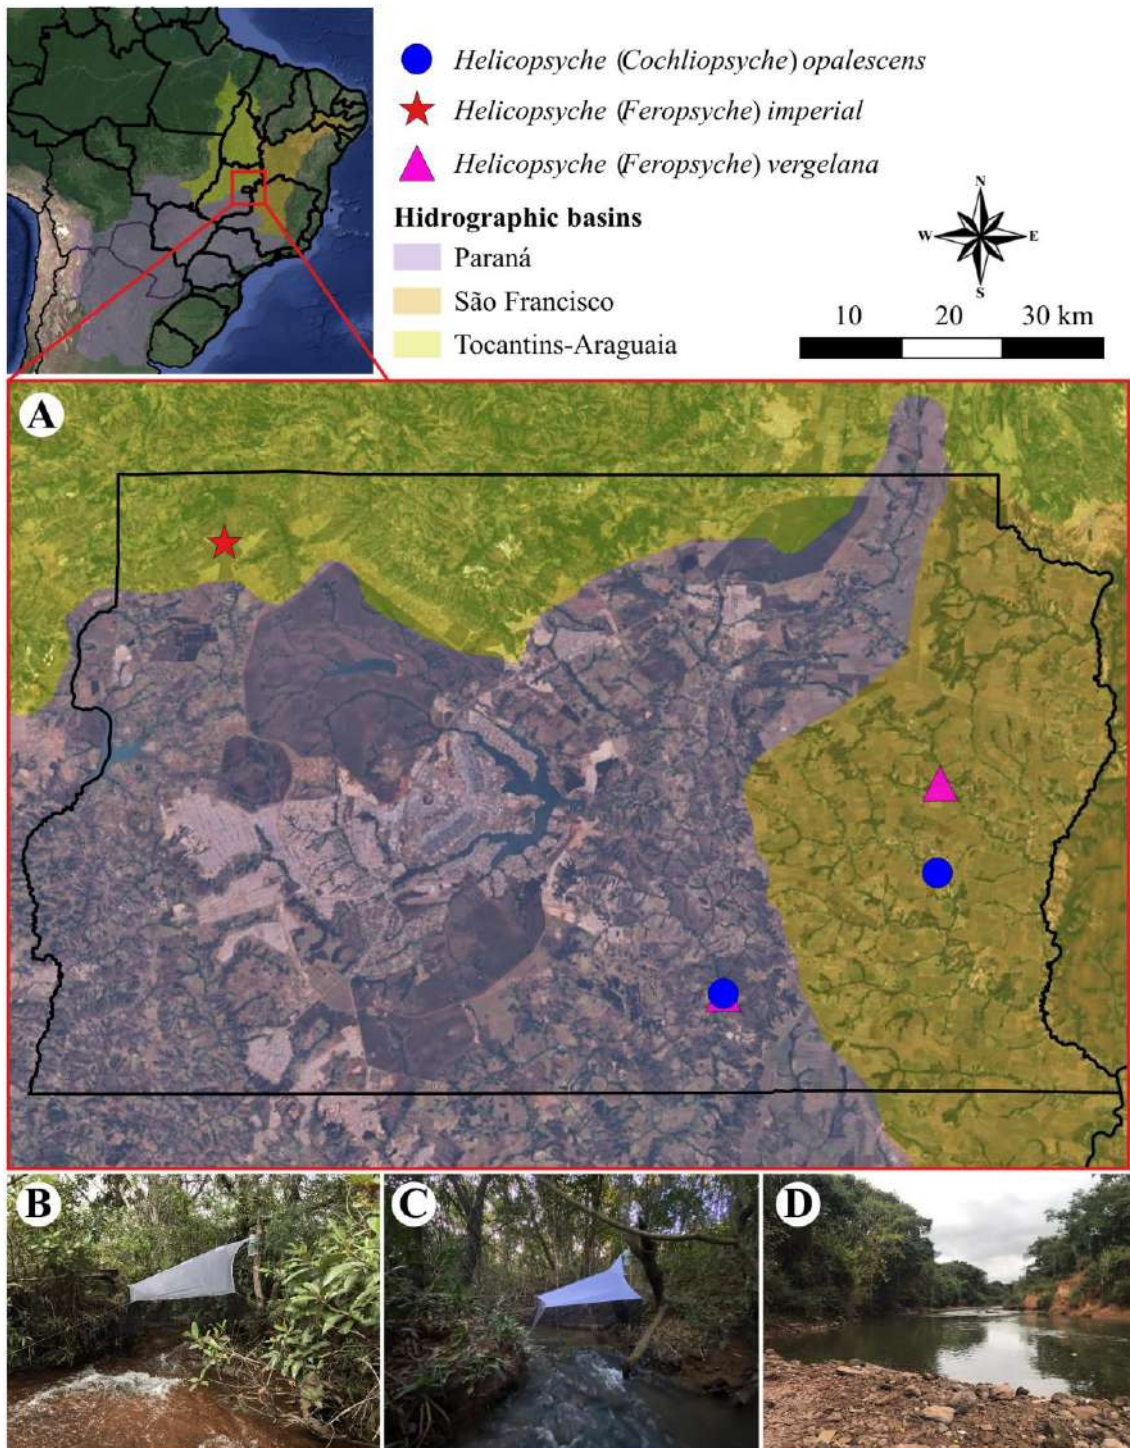 Helicopsyche (Cochliopsyche) opalescens
Helicopsyche (Feropsyche) imperial
Helicopsyche (Feropsyche) vergelana
Hidrographic basins
Paraná
São Francisco
Tocantins-Araguaia
N
W E
S
10 20 30 km
A
B C D